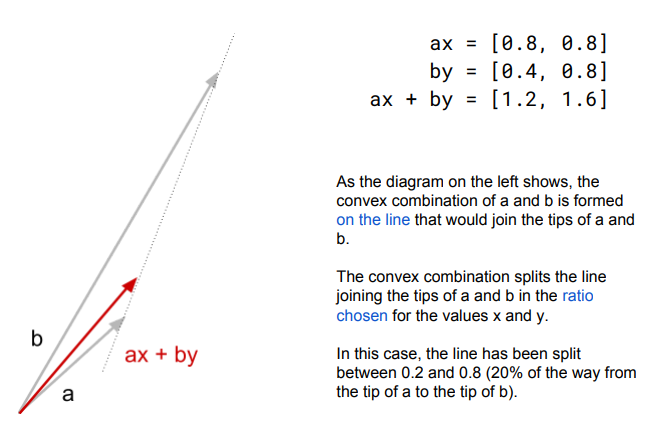 ax = [0.8, 0.8]
by = [0.4, 0.8]
ax + by = [1.2, 1.6]
As the diagram on the left shows, the
convex combination of a and b is formed
on the line that would join the tips of a and
b.
The convex combination splits the line
joining the tips of a and b in the ratio
chosen for the values x and y.
In this case, the line has been split
between 0.2 and 0.8 (20% of the way from
the tip of a to the tip of b).
b
ax + by
a